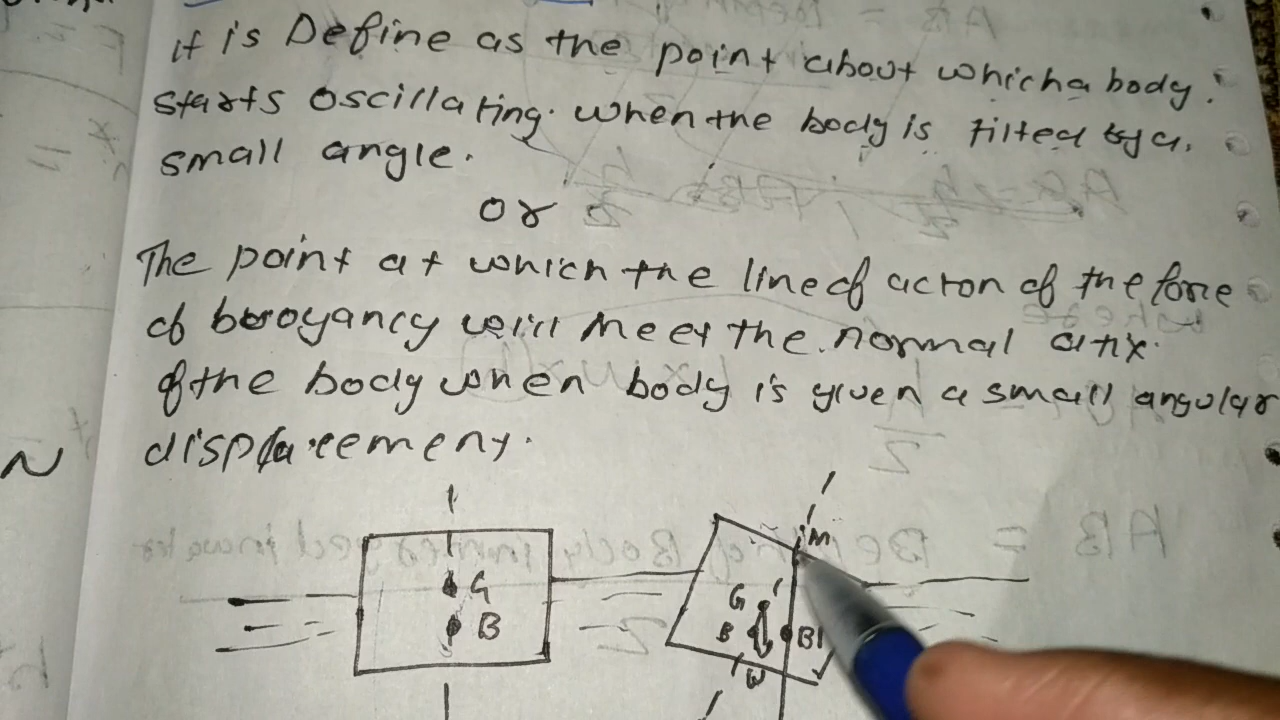 it is Define as the point about which a body.
starts oscillating. when the body is tilted by a.
small angle.
or
The point at which the line of acton of the force
of buoyancy will meet the normal
of the body when body is given a small angular
displacement.
G
B
M
G
B
B1
W